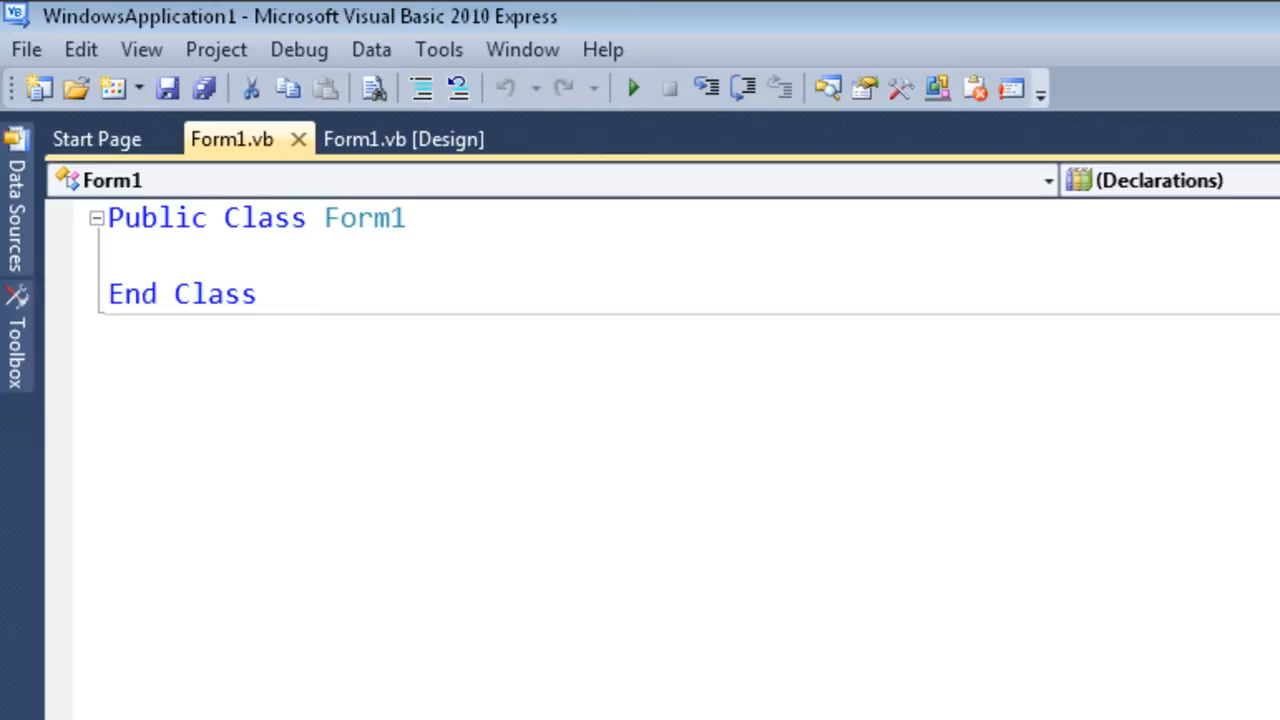 WindowsApplication1 - Microsoft Visual Basic 2010 Express
File Edit View Project Debug Data Tools Window Help
Start Page Form1.vb Form1.vb [Design]
Form1 (Declarations)
Public Class Form1
End Class
Data Sources
Toolbox